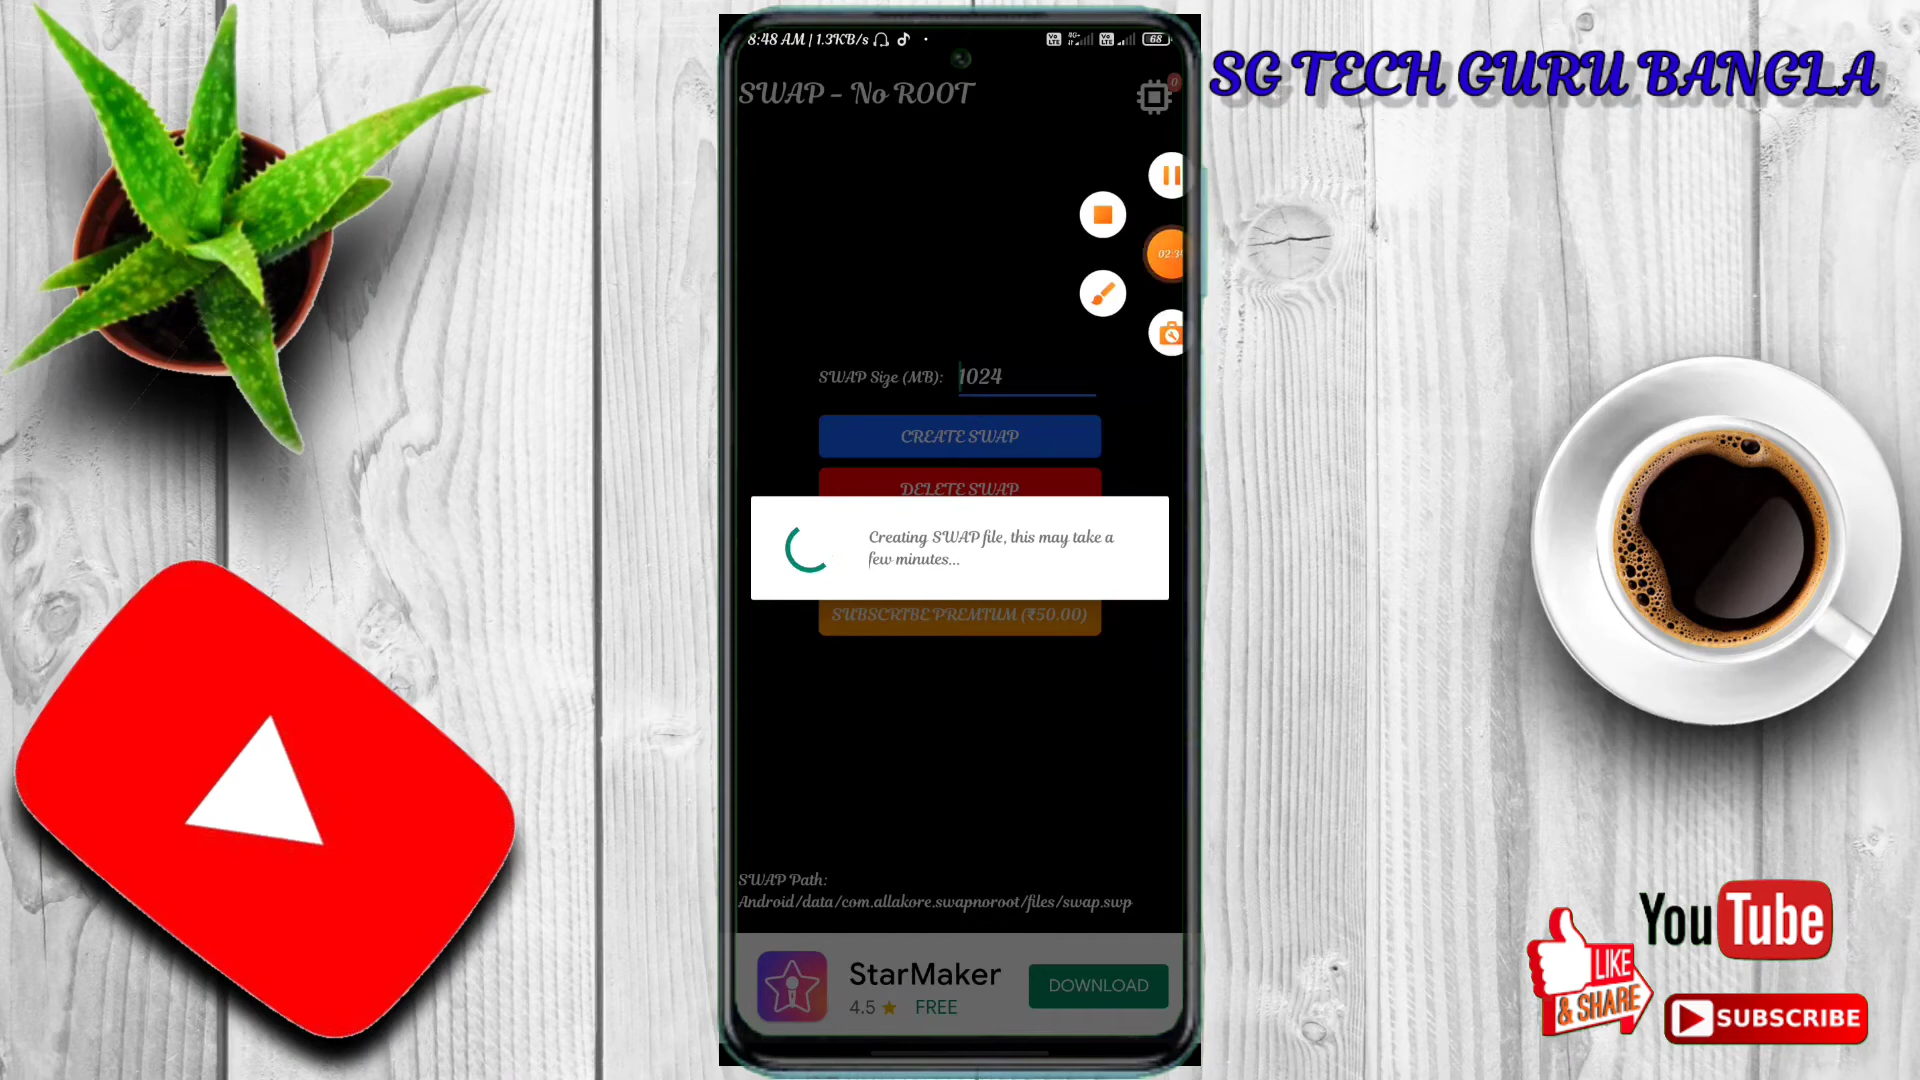 SG TECH GURU BANGLA
8:48 AM | 1.3KB/s
68
SWAP – No ROOT
0
SWAP Size (MB): 1024
CREATE SWAP
DELETE SWAP
Creating SWAP file, this may take a
few minutes...
SUBSCRIBE PREMIUM (₹50.00)
SWAP Path:
Android/data/com.allakore.swapnoroot/files/swap.swp
StarMaker
4.5 ★ FREE
DOWNLOAD
YouTube
LIKE
& SHARE
SUBSCRIBE